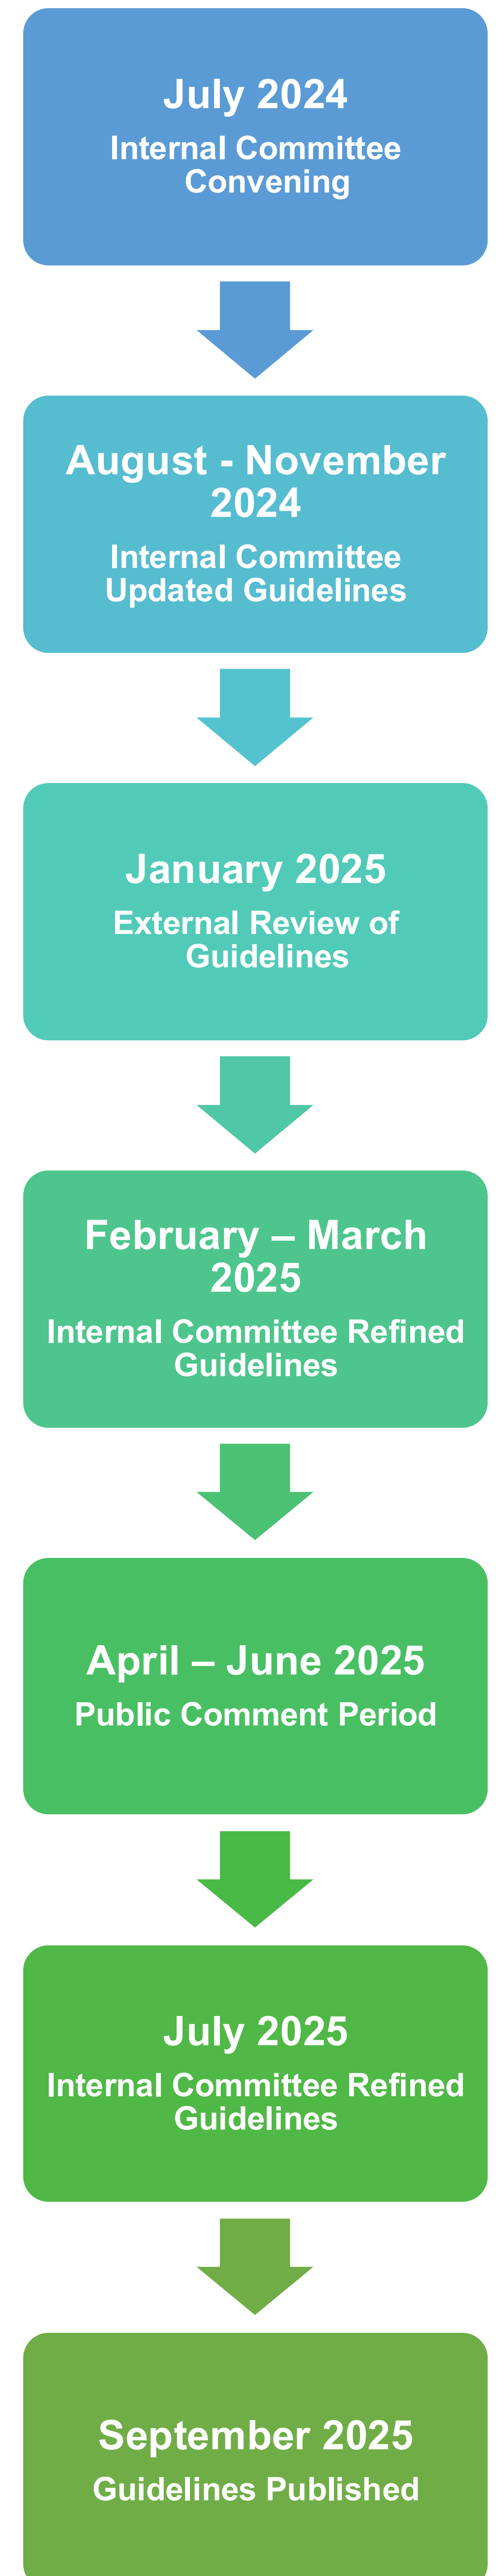 July 2024
Internal Committee
Convening
August - November
2024
Internal Committee
Updated Guidelines
January 2025
External Review of
Guidelines
February – March
2025
Internal Committee Refined
Guidelines
April – June 2025
Public Comment Period
July 2025
Internal Committee Refined
Guidelines
September 2025
Guidelines Published